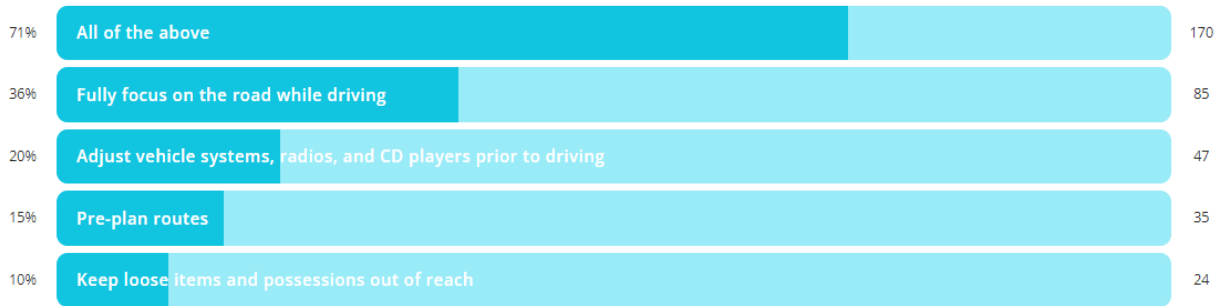 71% All of the above 170
36% Fully focus on the road while driving 85
20% Adjust vehicle systems, radios, and CD players prior to driving 47
15% Pre-plan routes 35
10% Keep loose items and possessions out of reach 24